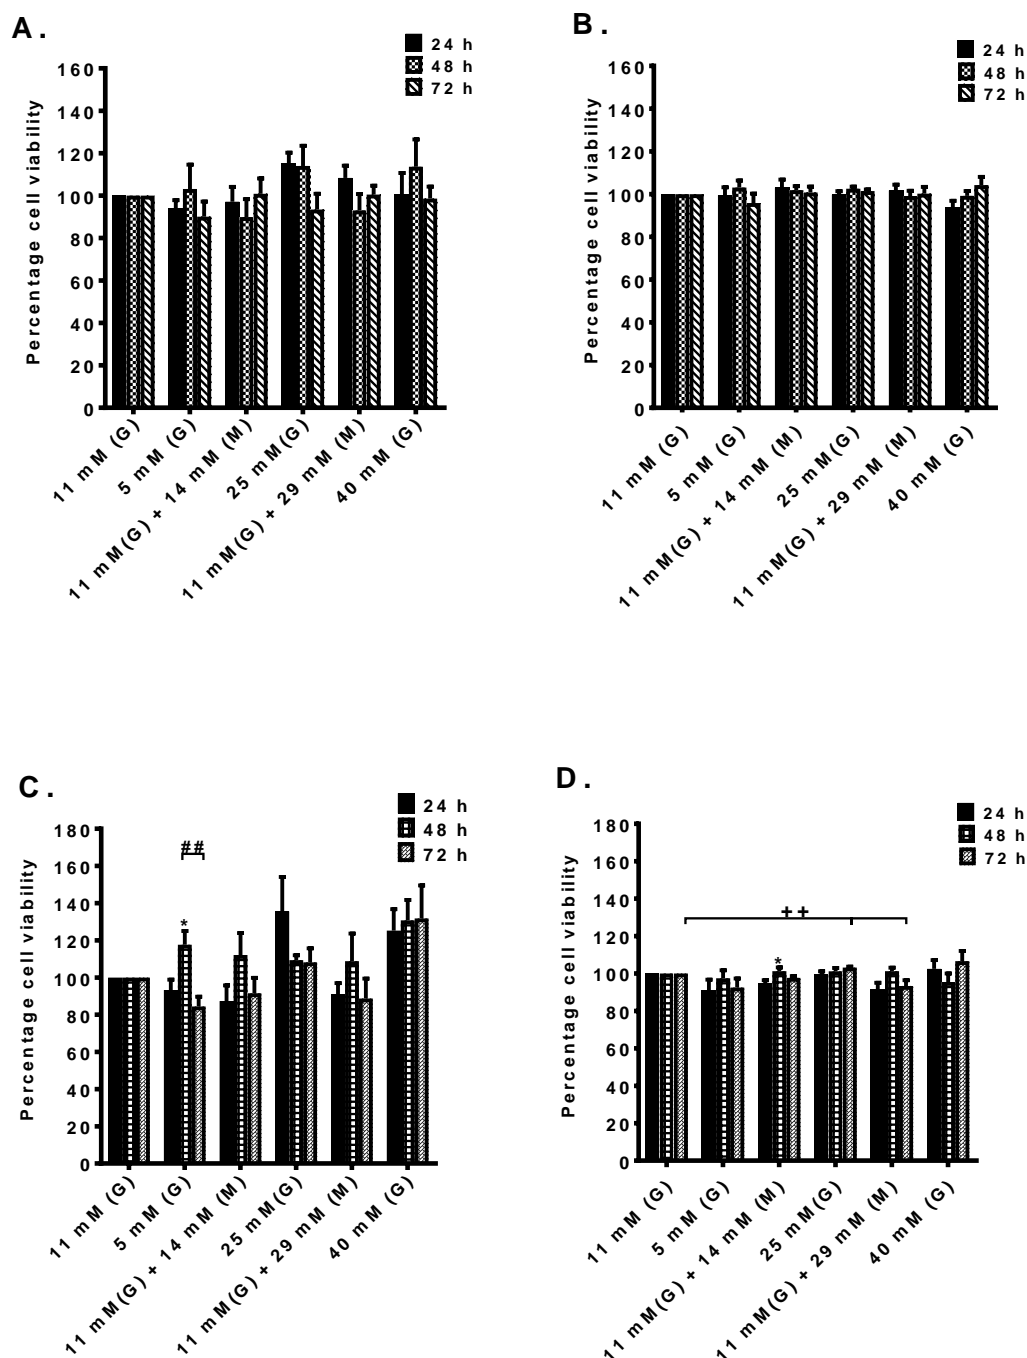 A.
24 h
48 h
72 h
Percentage cell viability
160
140
120
100
80
60
40
20
0
11 mM (G)
5 mM (G)
11 mM(G) + 14 mM (M)
25 mM(G)
11 mM(G) + 29 mM (M)
40 mM (G)
B.
24 h
48 h
72 h
Percentage cell viability
160
140
120
100
80
60
40
20
0
11 mM (G)
5 mM (G)
11 mM(G) + 14 mM (M)
25 mM(G)
11 mM(G) + 29 mM (M)
40 mM (G)
C.
24 h
48 h
72 h
Percentage cell viability
180
160
140
120
100
80
60
40
20
0
##
*
11 mM (G)
5 mM (G)
11 mM(G) + 14 mM (M)
25 mM(G)
11 mM(G) + 29 mM (M)
40 mM (G)
D.
24 h
48 h
72 h
Percentage cell viability
180
160
140
120
100
80
60
40
20
0
++
*
11 mM (G)
5 mM (G)
11 mM(G) + 14 mM (M)
25 mM(G)
11 mM(G) + 29 mM (M)
40 mM (G)